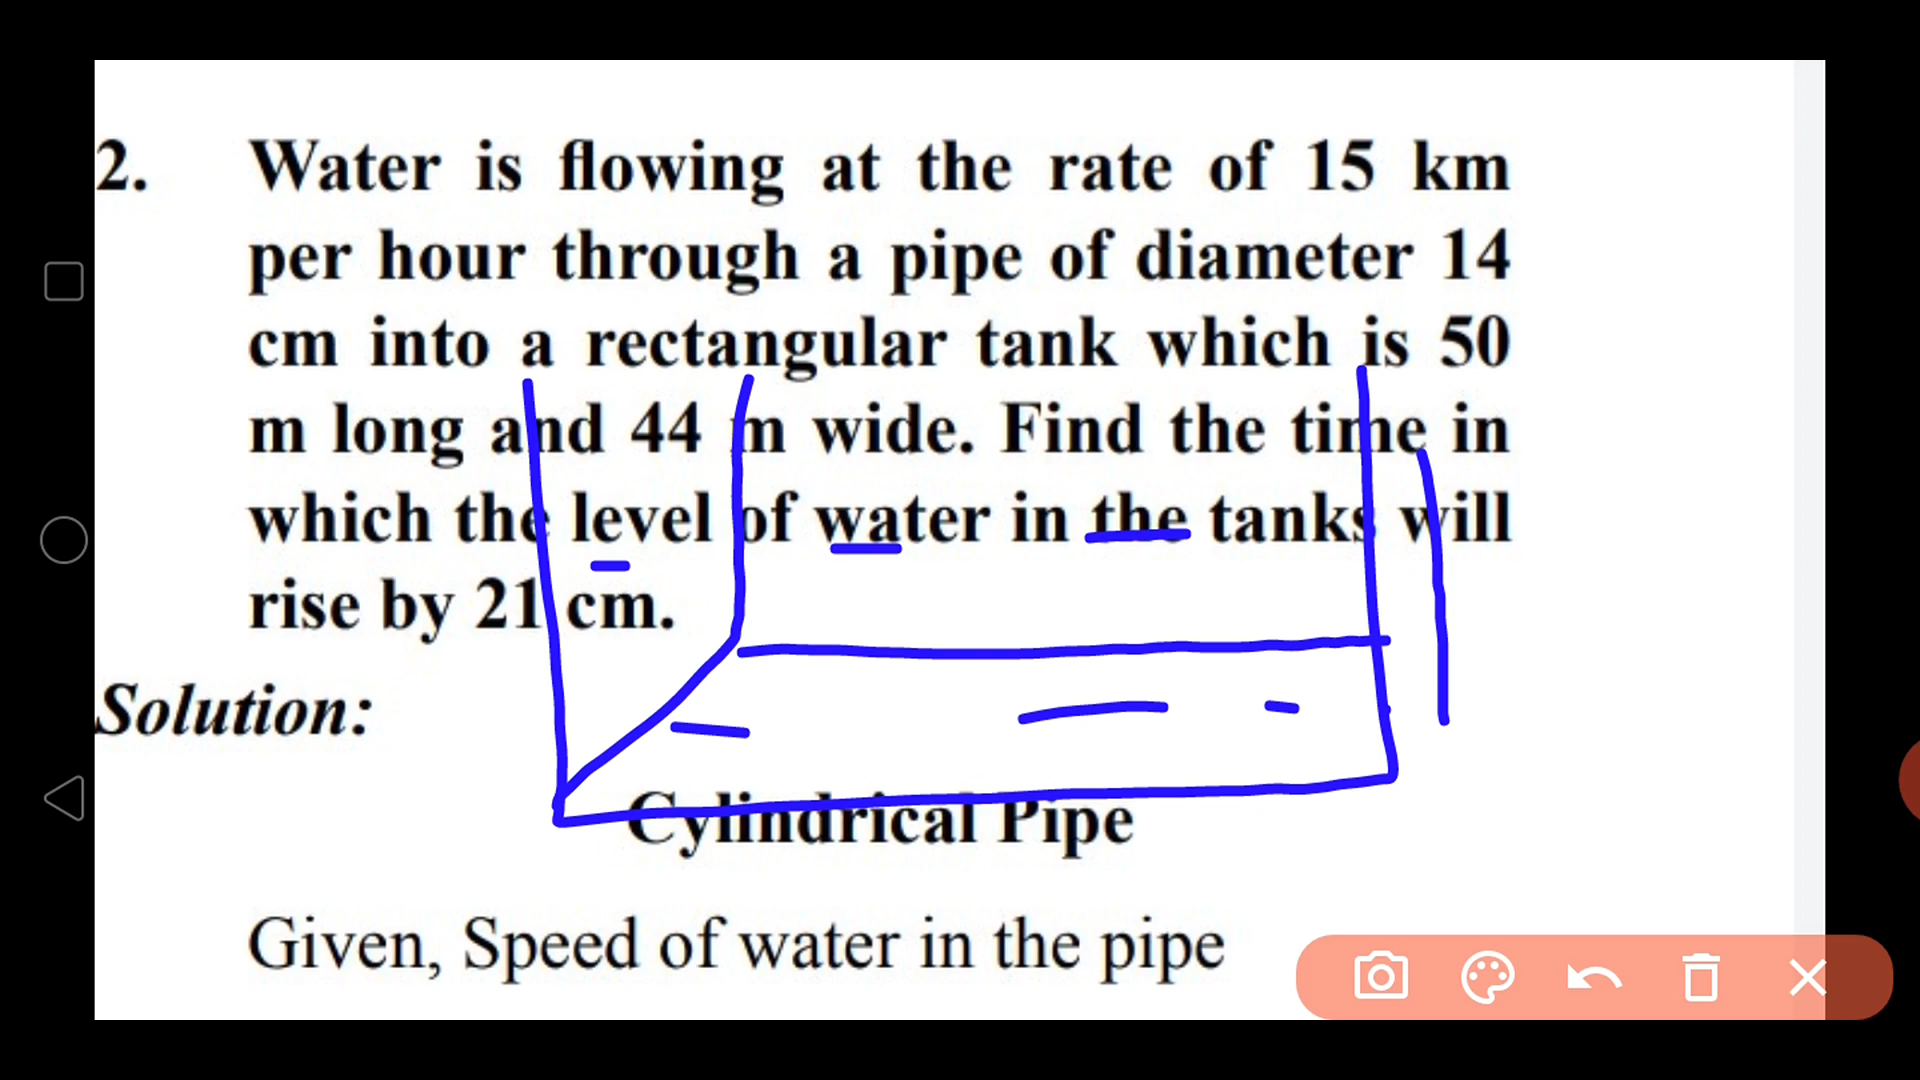 2. Water is flowing at the rate of 15 km
per hour through a pipe of diameter 14
cm into a rectangular tank which is 50
m long and 44 m wide. Find the time in
which the level of water in the tanks will
rise by 21 cm.
Solution:
Cylindrical Pipe
Given, Speed of water in the pipe